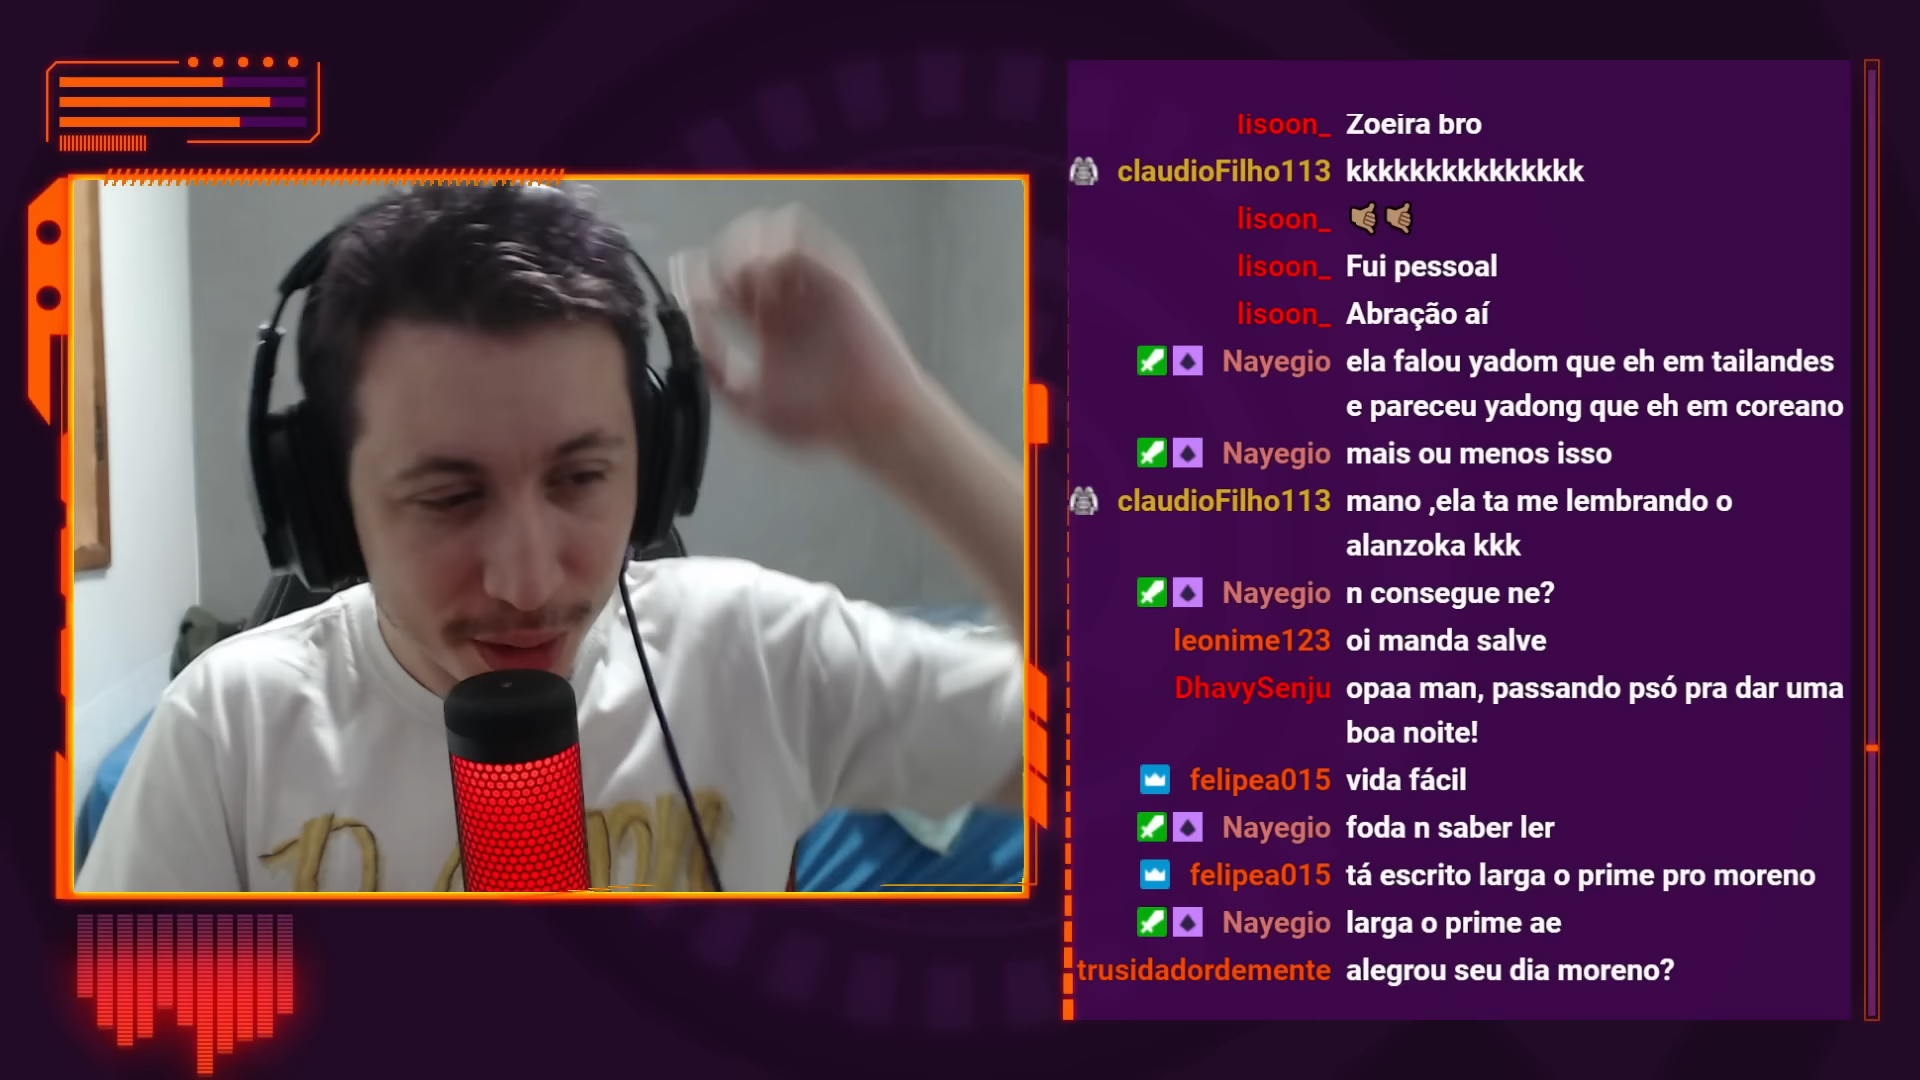 lisoon_ Zoeira bro
claudioFilho113 kkkkkkkkkkkkkkk
lisoon_
lisoon_ Fui pessoal
lisoon_ Abração aí
Nayegio ela falou yadom que eh em tailandes
e pareceu yadong que eh em coreano
Nayegio mais ou menos isso
claudioFilho113 mano ,ela ta me lembrando o
alanzoka kkk
Nayegio n consegue ne?
leonime123 oi manda salve
DhavySenju opaa man, passando psó pra dar uma
boa noite!
felipea015 vida fácil
Nayegio foda n saber ler
felipea015 tá escrito larga o prime pro moreno
Nayegio larga o prime ae
trusidadordemente alegrou seu dia moreno?